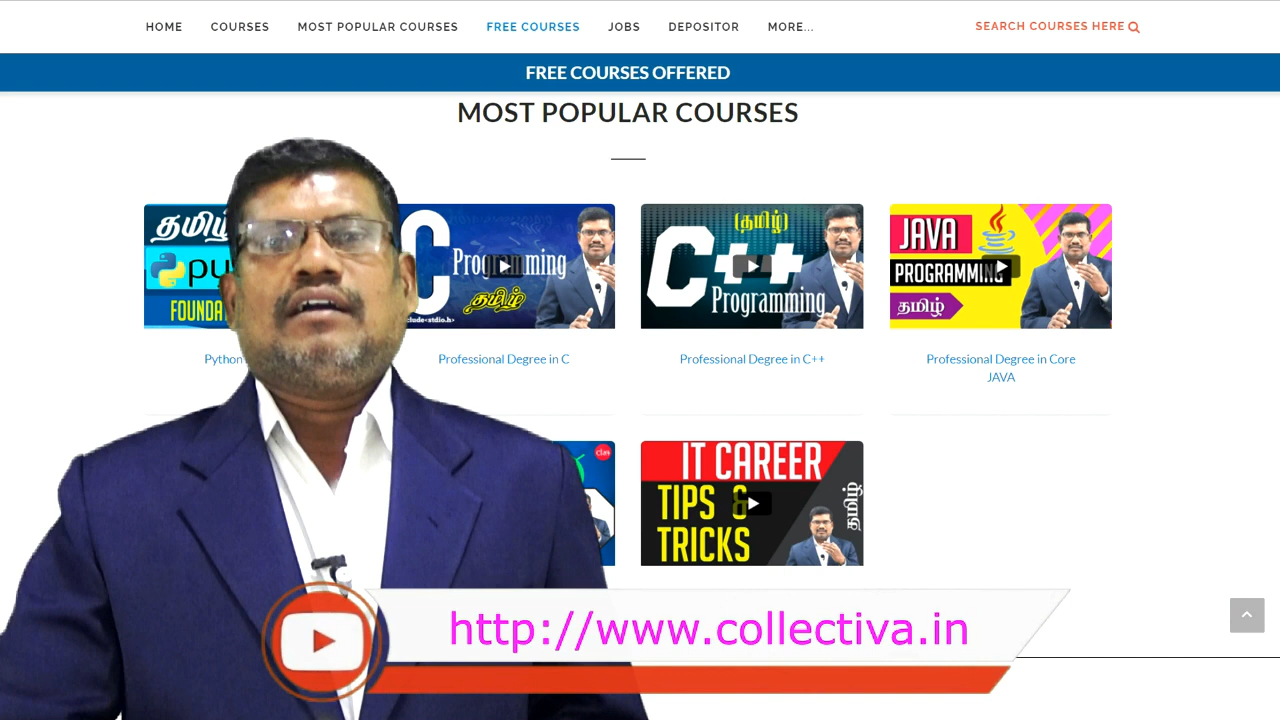 HOME COURSES MOST POPULAR COURSES FREE COURSES JOBS DEPOSITOR MORE... SEARCH COURSES HERE
FREE COURSES OFFERED
MOST POPULAR COURSES
தமிழ்
FOUNDA
C Programming
தமிழ்
clude<stdio.h>
(தமிழ்)
C++
Programming
JAVA
PROGRAMMING
தமிழ்
Python
Professional Degree in C
Professional Degree in C++
Professional Degree in Core
JAVA
IT CAREER
TIPS &
TRICKS
தமிழ்
http://www.collectiva.in